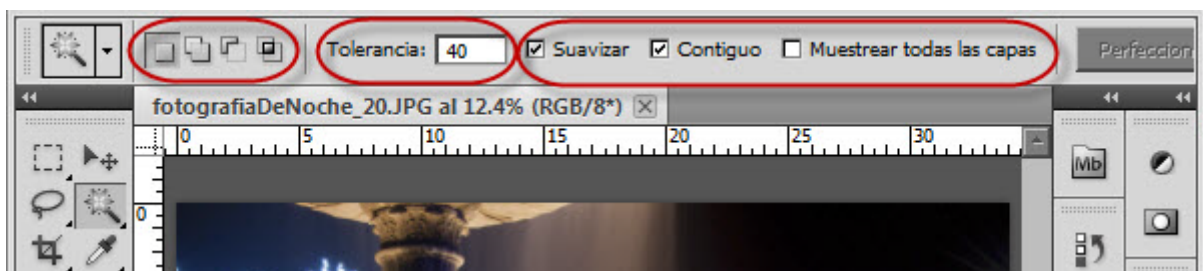 Tolerancia: 40 Suavizar Contiguo Muestrear todas las capas Perfeccion
fotografiaDeNoche_20.JPG al 12.4% (RGB/8*)
0 5 10 15 20 25 30
Mb
0